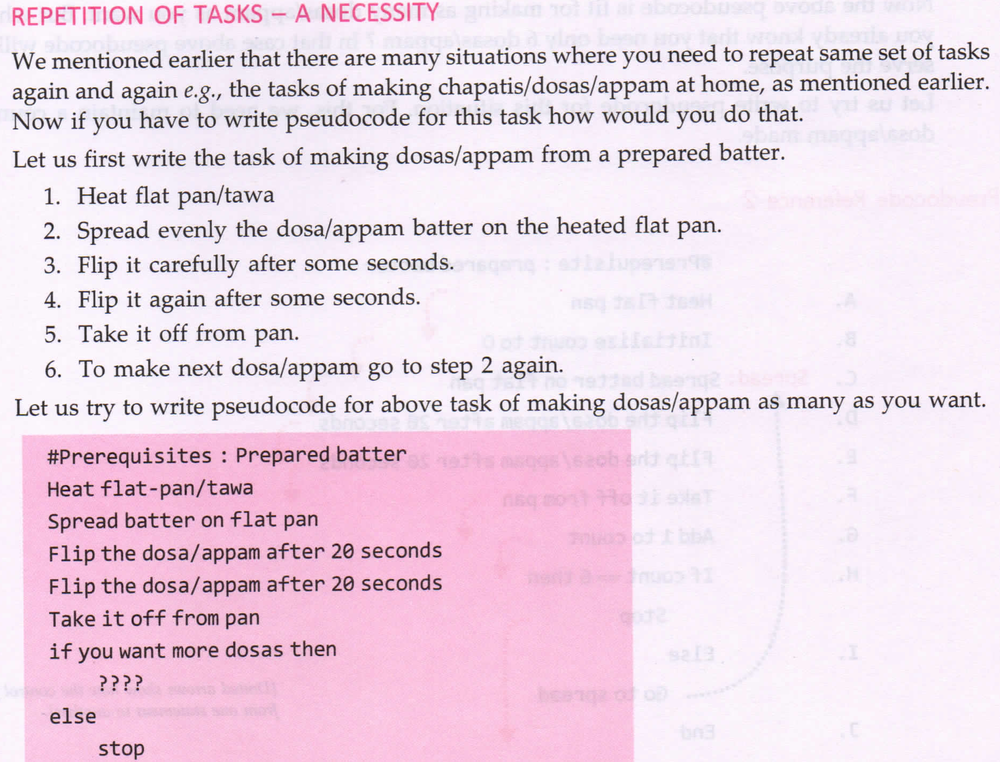 REPETITION OF TASKS – A NECESSITY
We mentioned earlier that there are many situations where you need to repeat same set of tasks
again and again e.g., the tasks of making chapatis/dosas/appam at home, as mentioned earlier.
Now if you have to write pseudocode for this task how would you do that.
Let us first write the task of making dosas/appam from a prepared batter.
1. Heat flat pan/tawa
2. Spread evenly the dosa/appam batter on the heated flat pan.
3. Flip it carefully after some seconds.
4. Flip it again after some seconds.
5. Take it off from pan.
6. To make next dosa/appam go to step 2 again.
Let us try to write pseudocode for above task of making dosas/appam as many as you want.
#Prerequisites : Prepared batter
Heat flat-pan/tawa
Spread batter on flat pan
Flip the dosa/appam after 20 seconds
Flip the dosa/appam after 20 seconds
Take it off from pan
if you want more dosas then
????
else
stop